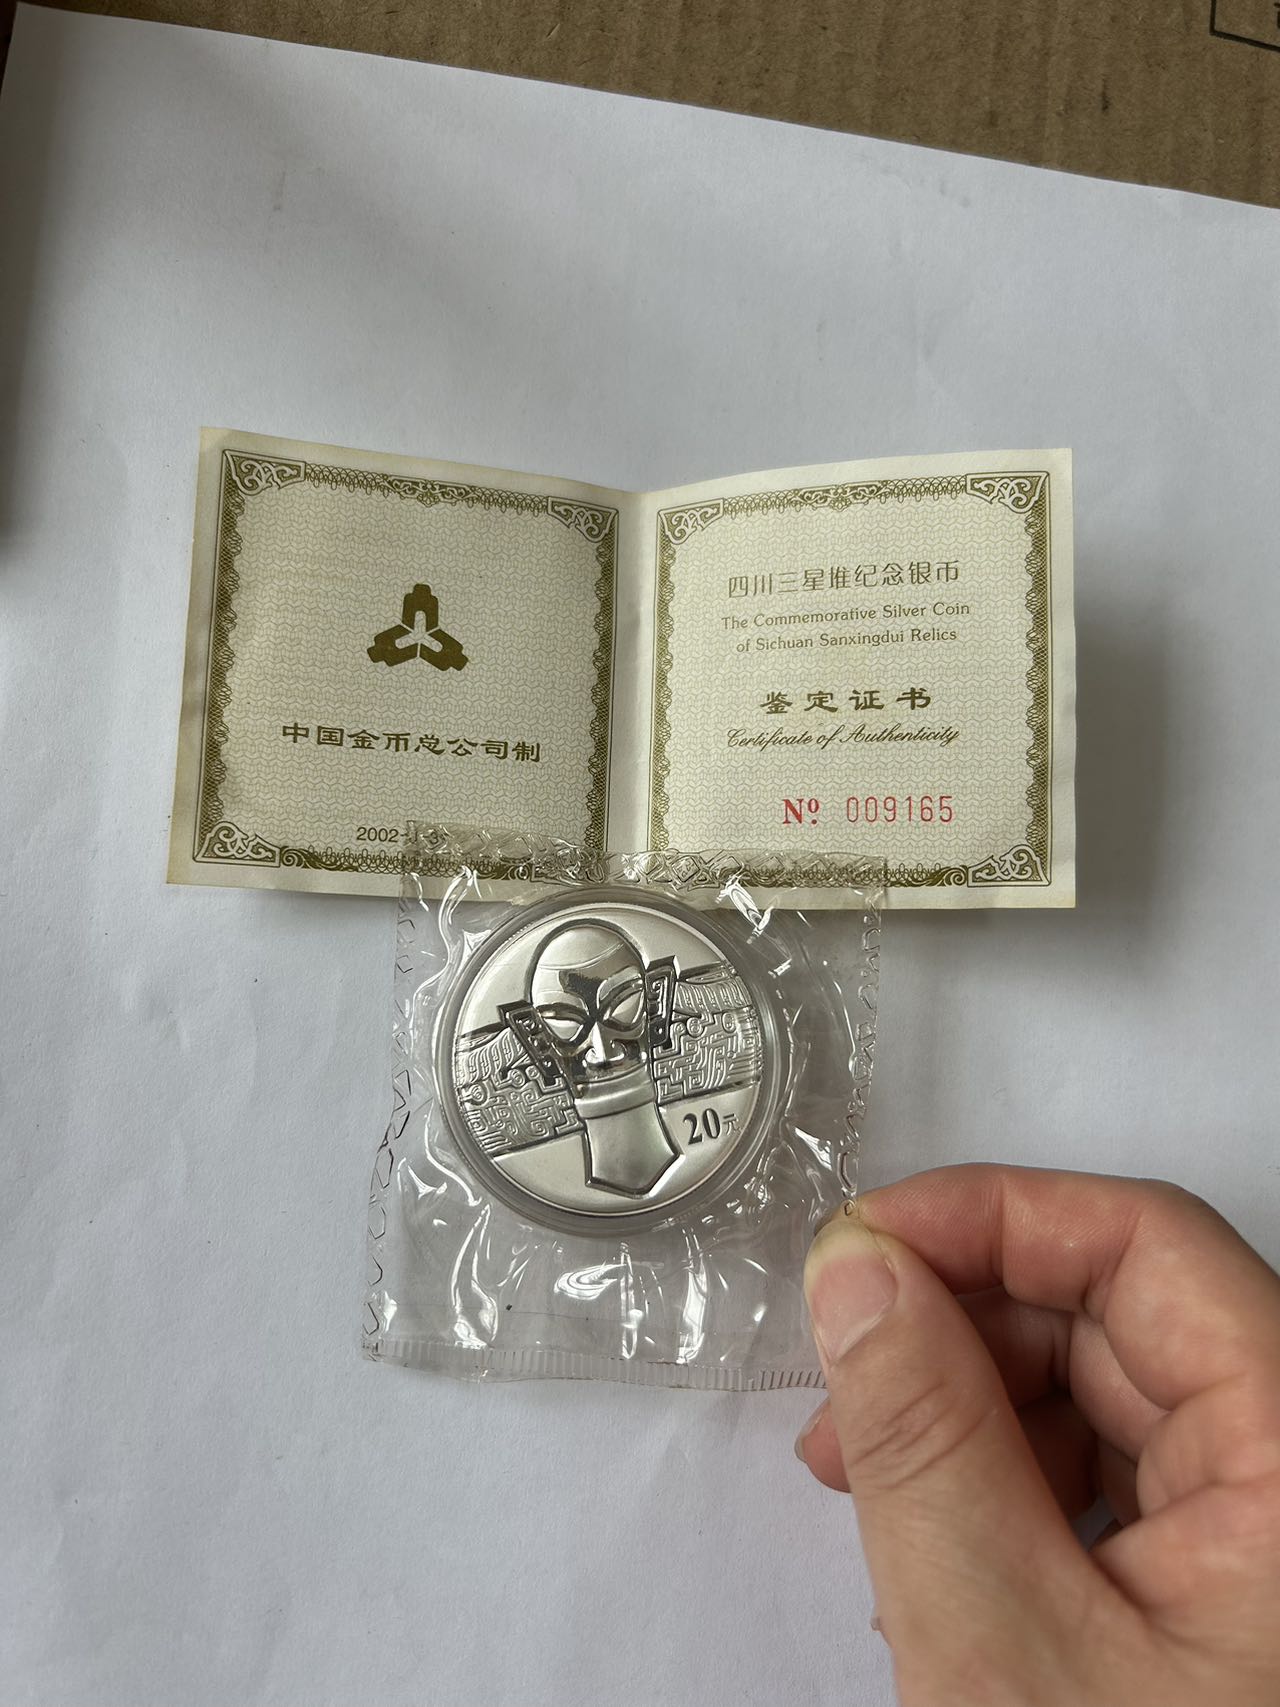 中国金币总公司制
2002-
四川三星堆纪念银币
The Commemorative Silver Coin
of Sichuan Sanxingdui Relics
鉴定证书
Certificate of Authenticity
Nº 009165
20元